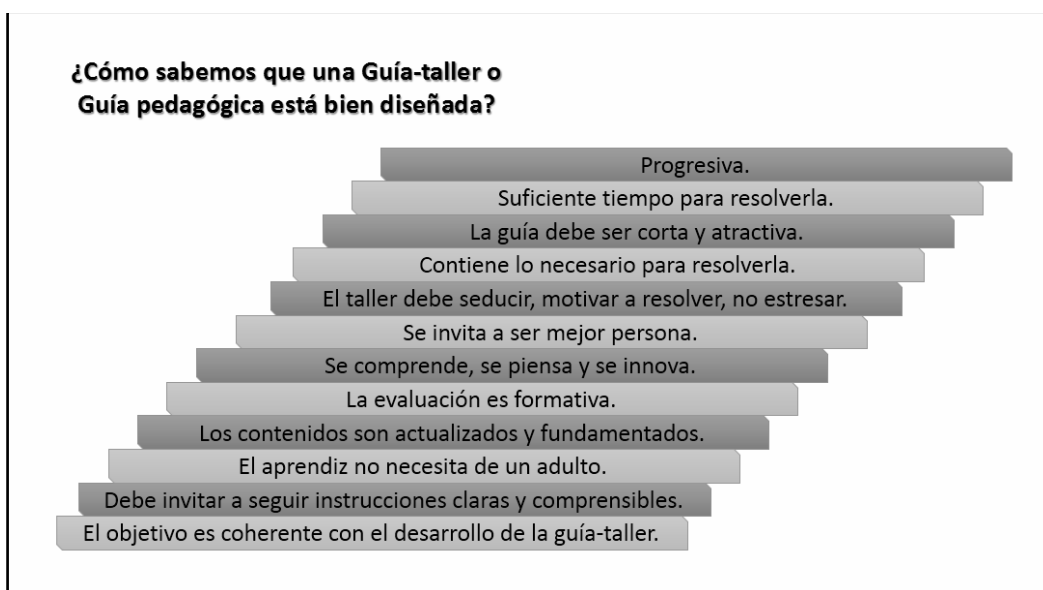 ¿Cómo sabemos que una Guía-taller o
Guía pedagógica está bien diseñada?
Progresiva.
Suficiente tiempo para resolverla.
La guía debe ser corta y atractiva.
Contiene lo necesario para resolverla.
El taller debe seducir, motivar a resolver, no estresar.
Se invita a ser mejor persona.
Se comprende, se piensa y se innova.
La evaluación es formativa.
Los contenidos son actualizados y fundamentados.
El aprendiz no necesita de un adulto.
Debe invitar a seguir instrucciones claras y comprensibles.
El objetivo es coherente con el desarrollo de la guía-taller.